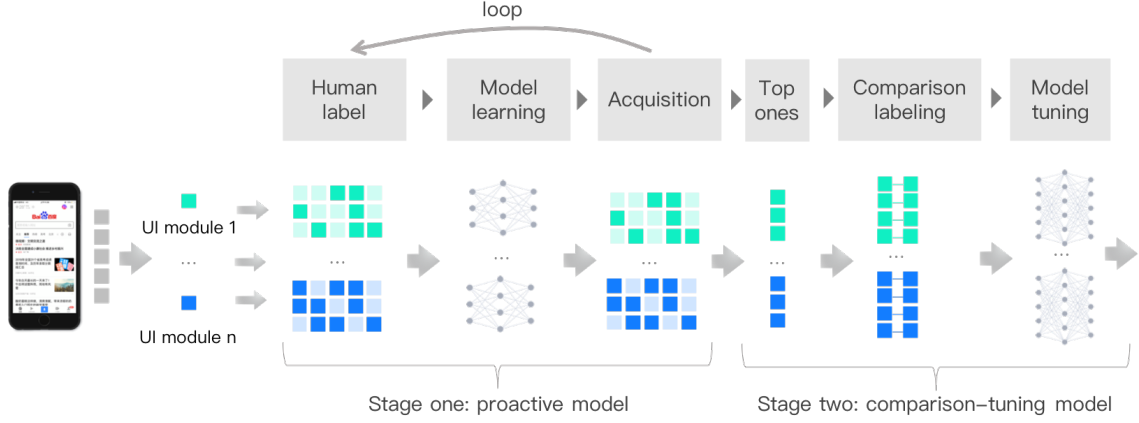 loop
Human
label
Model
learning
Acquisition
Top
ones
Comparison
labeling
Model
tuning
UI module 1
...
UI module n
...
...
...
...
...
Stage one: proactive model
Stage two: comparison-tuning model